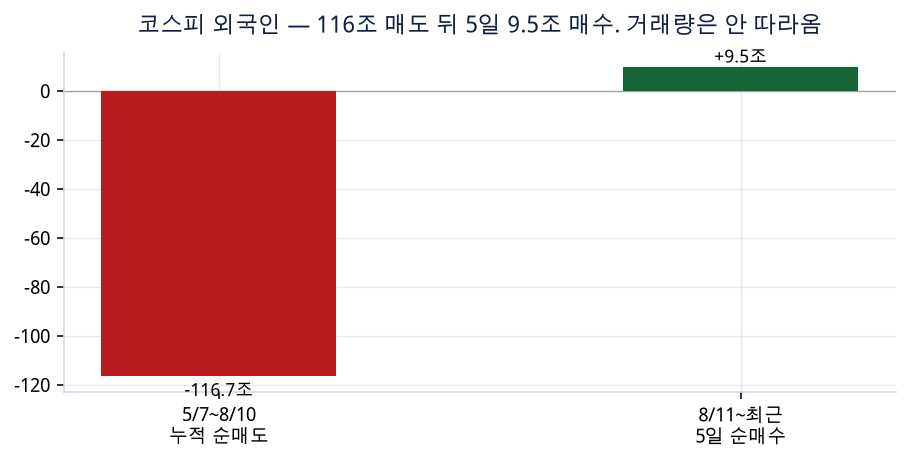 코스피 외국인 — 116조 매도 뒤 5일 9.5조 매수. 거래량은 안 따라옴
+9.5조
0
-20
-40
-60
-80
-100
-120
-116.7조
5/7~8/10
누적 순매도
8/11~최근
5일 순매수